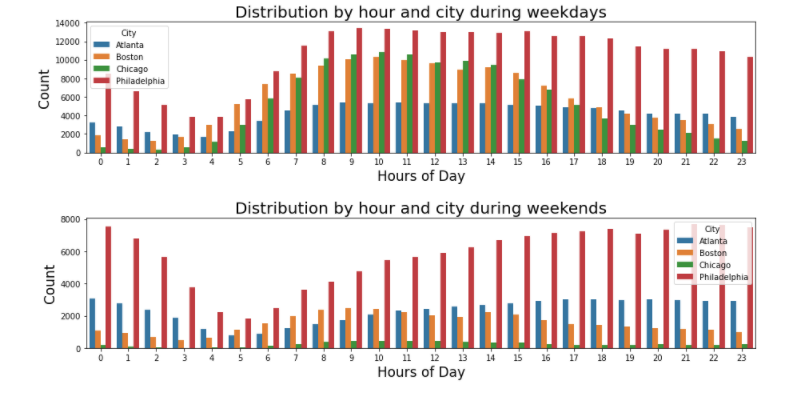 Distribution by hour and city during weekdays
14000
12000
10000
8000
6000
4000
2000
0
Count
City
Atlanta
Boston
Chicago
Philadelphia
0 1 2 3 4 5 6 7 8 9 10 11 12 13 14 15 16 17 18 19 20 21 22 23
Hours of Day
Distribution by hour and city during weekends
8000
6000
4000
2000
0
Count
City
Atlanta
Boston
Chicago
Philadelphia
0 1 2 3 4 5 6 7 8 9 10 11 12 13 14 15 16 17 18 19 20 21 22 23
Hours of Day